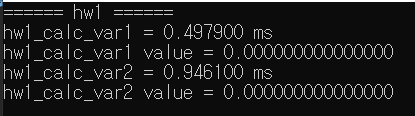 ====== hw1 ======
hw1_calc_var1 = 0.497900 ms
hw1_calc_var1 value = 0.000000000000000
hw1_calc_var2 = 0.946100 ms
hw1_calc_var2 value = 0.000000000000000